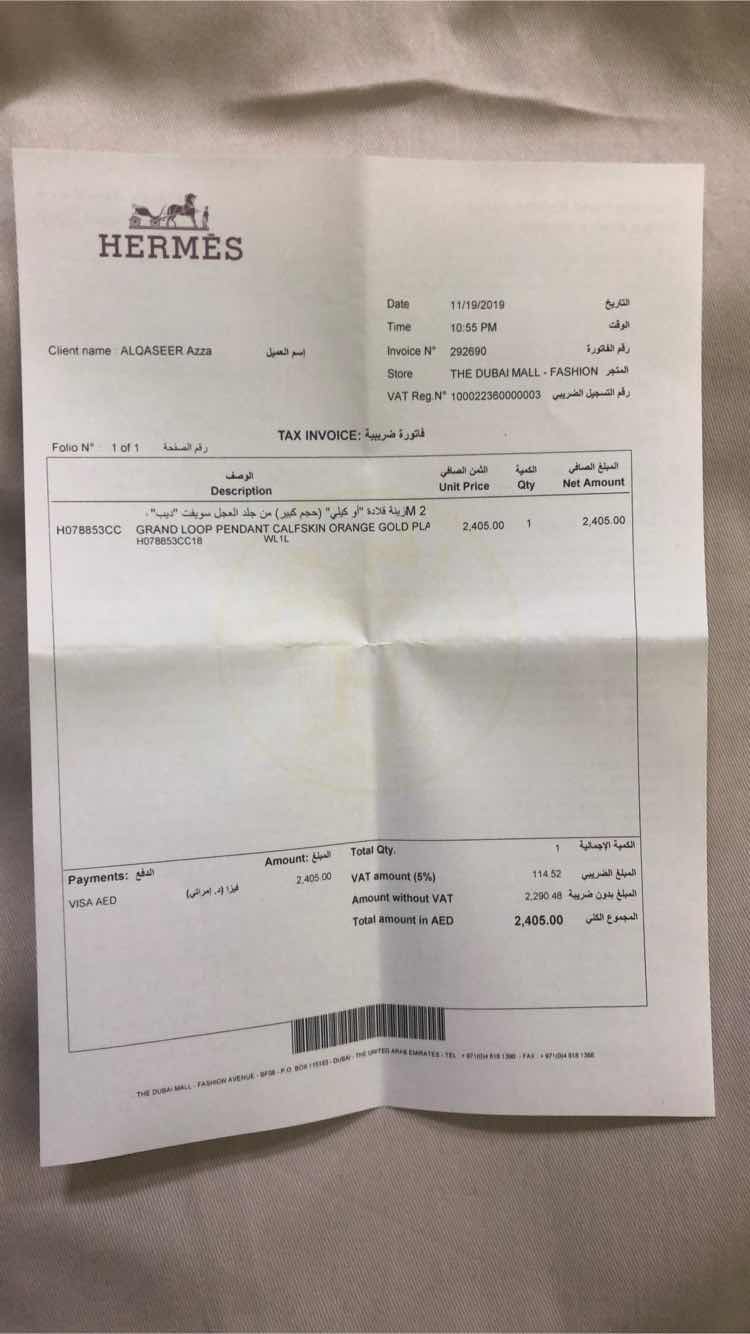 HERMÈS
Date 11/19/2019 التاريخ
Time 10:55 PM الوقت
Client name : ALQASEER Azza إسم العميل
Invoice N° 292690 رقم الفاتورة
Store THE DUBAI MALL - FASHION المتجر
VAT Reg.N° 100022360000003 رقم التسجيل الضريبي
TAX INVOICE: فاتورة ضريبية
Folio N° 1 of 1 رقم الصفحة
الوصف الثمن الصافي الكمية المبلغ الصافي
Description Unit Price Qty Net Amount
زينة قلادة "أو كيلي" (حجم كبير) من جلد العجل سويفت "ديب"، M 2
H078853CC GRAND LOOP PENDANT CALFSKIN ORANGE GOLD PLA 2,405.00 1 2,405.00
H078853CC18 WL1L
Payments: الدفع Amount: المبلغ
VISA AED فيزا (د. إمراتي) 2,405.00
Total Qty. 1 الكمية الإجمالية
VAT amount (5%) 114.52 المبلغ الضريبي
Amount without VAT 2,290.48 المبلغ بدون ضريبة
Total amount in AED 2,405.00 المجموع الكلي
THE DUBAI MALL - FASHION AVENUE - BF08 - P.O. BOX 115183 - DUBAI - THE UNITED ARAB EMIRATES - TEL : + 971(0)4 818 1390 - FAX : + 971(0)4 818 1388